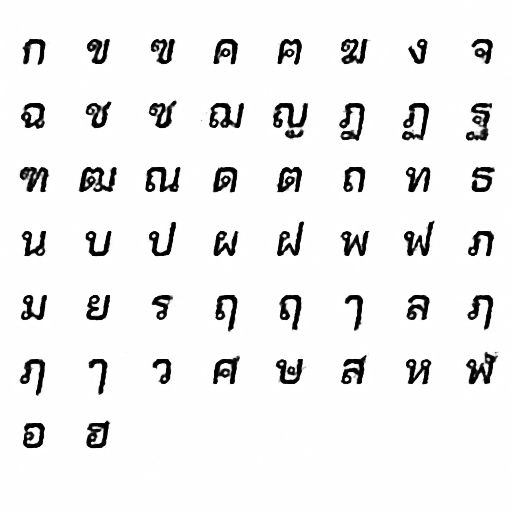 ก ข ฃ ค ฅ ฆ ง จ
ฉ ช ซ ฌ ญ ฎ ฏ ฐ
ฑ ฒ ณ ด ต ถ ท ธ
น บ ป ผ ฝ พ ฟ ภ
ม ย ร ฤ ฤ ๅ ล ฦ
ฦ ๅ ว ศ ษ ส ห ฬ
อ ฮ